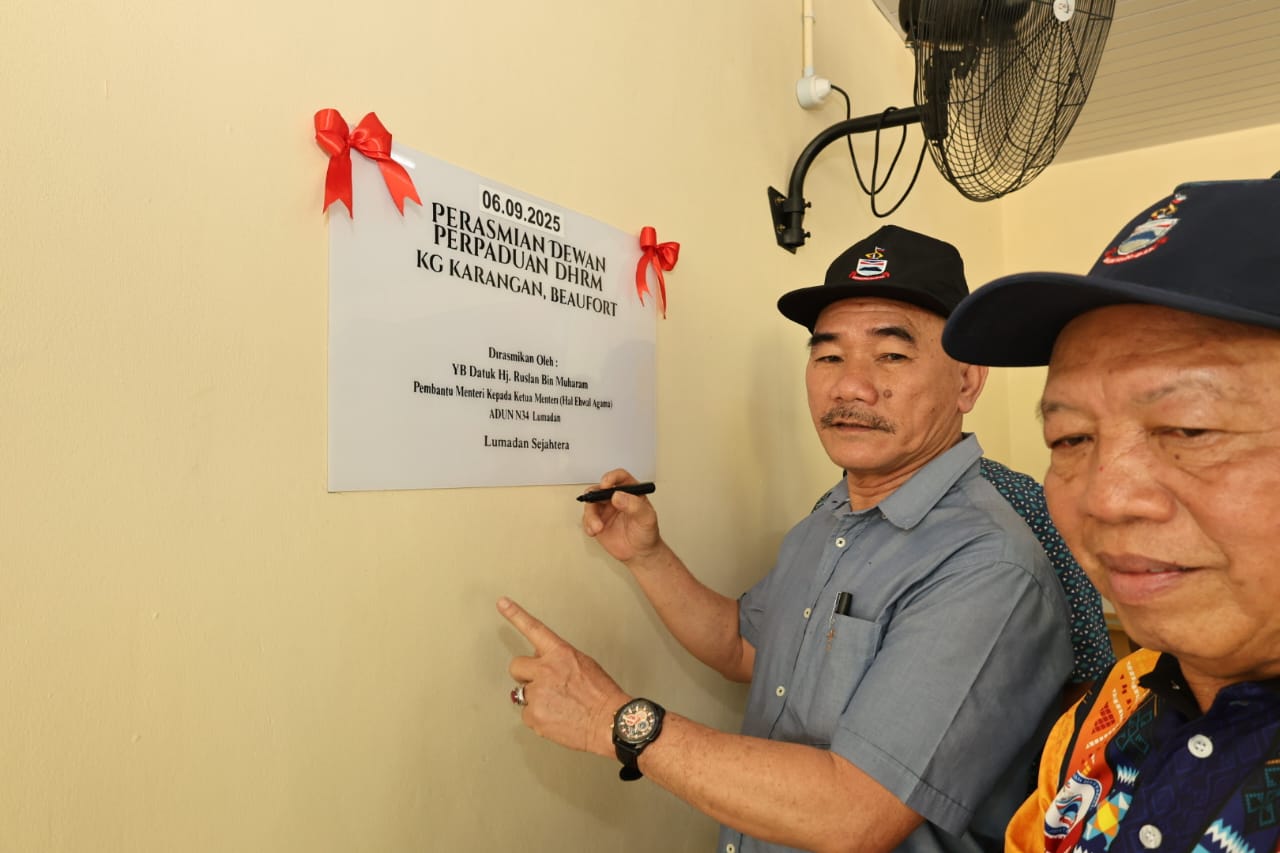 06.09.2025
PERASMIAN DEWAN
PERPADUAN DHRM
KG KARANGAN, BEAUFORT
Dirasmikan Oleh :
YB Datuk Hj. Ruslan Bin Muharam
Pembantu Menteri Kepada Ketua Menteri (Hal Ehwal Agama)
ADUN N34 Lumadan
Lumadan Sejahtera